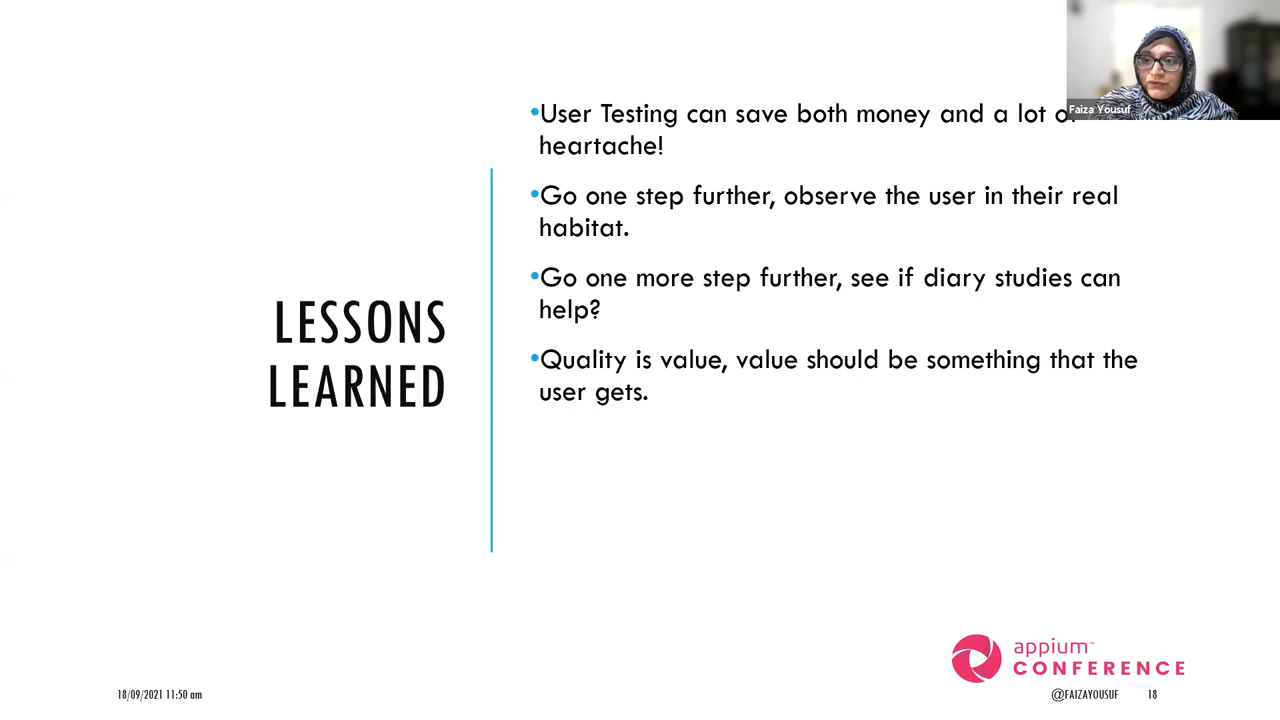 Faiza Yousuf
•User Testing can save both money and a lot of
heartache!
•Go one step further, observe the user in their real
habitat.
•Go one more step further, see if diary studies can
help?
•Quality is value, value should be something that the
user gets.
LESSONS
LEARNED
appium™
CONFERENCE
18/09/2021 11:50 am
@FAIZAYOUSUF
18